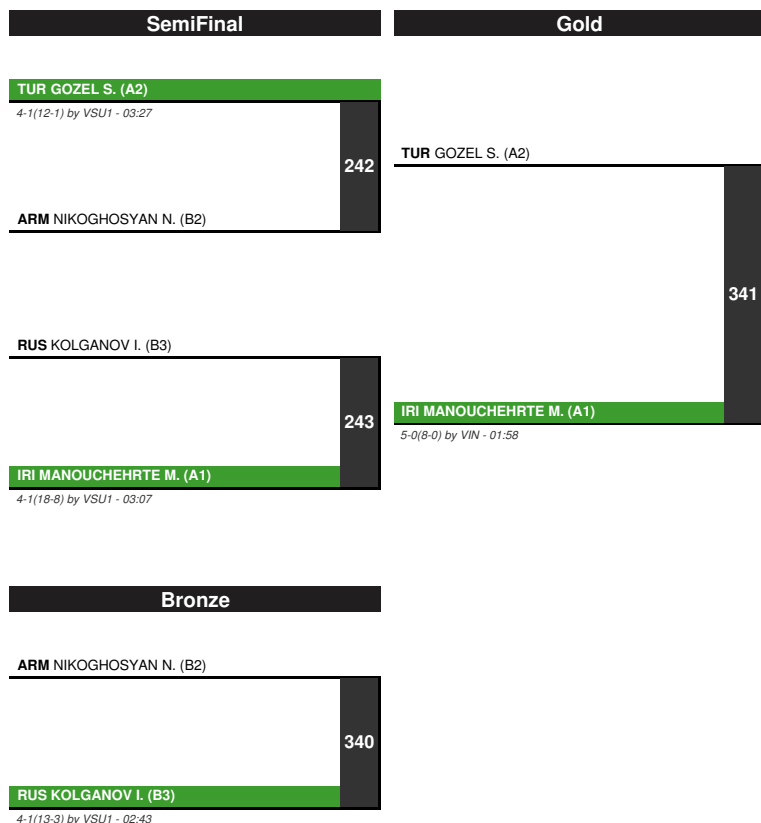 SemiFinal
Gold
TUR GOZEL S. (A2)
4-1(12-1) by VSU1 - 03:27
242
ARM NIKOGHOSYAN N. (B2)
TUR GOZEL S. (A2)
341
IRI MANOUCHEHRTE M. (A1)
5-0(8-0) by VIN - 01:58
RUS KOLGANOV I. (B3)
243
IRI MANOUCHEHRTE M. (A1)
4-1(18-8) by VSU1 - 03:07
Bronze
ARM NIKOGHOSYAN N. (B2)
340
RUS KOLGANOV I. (B3)
4-1(13-3) by VSU1 - 02:43